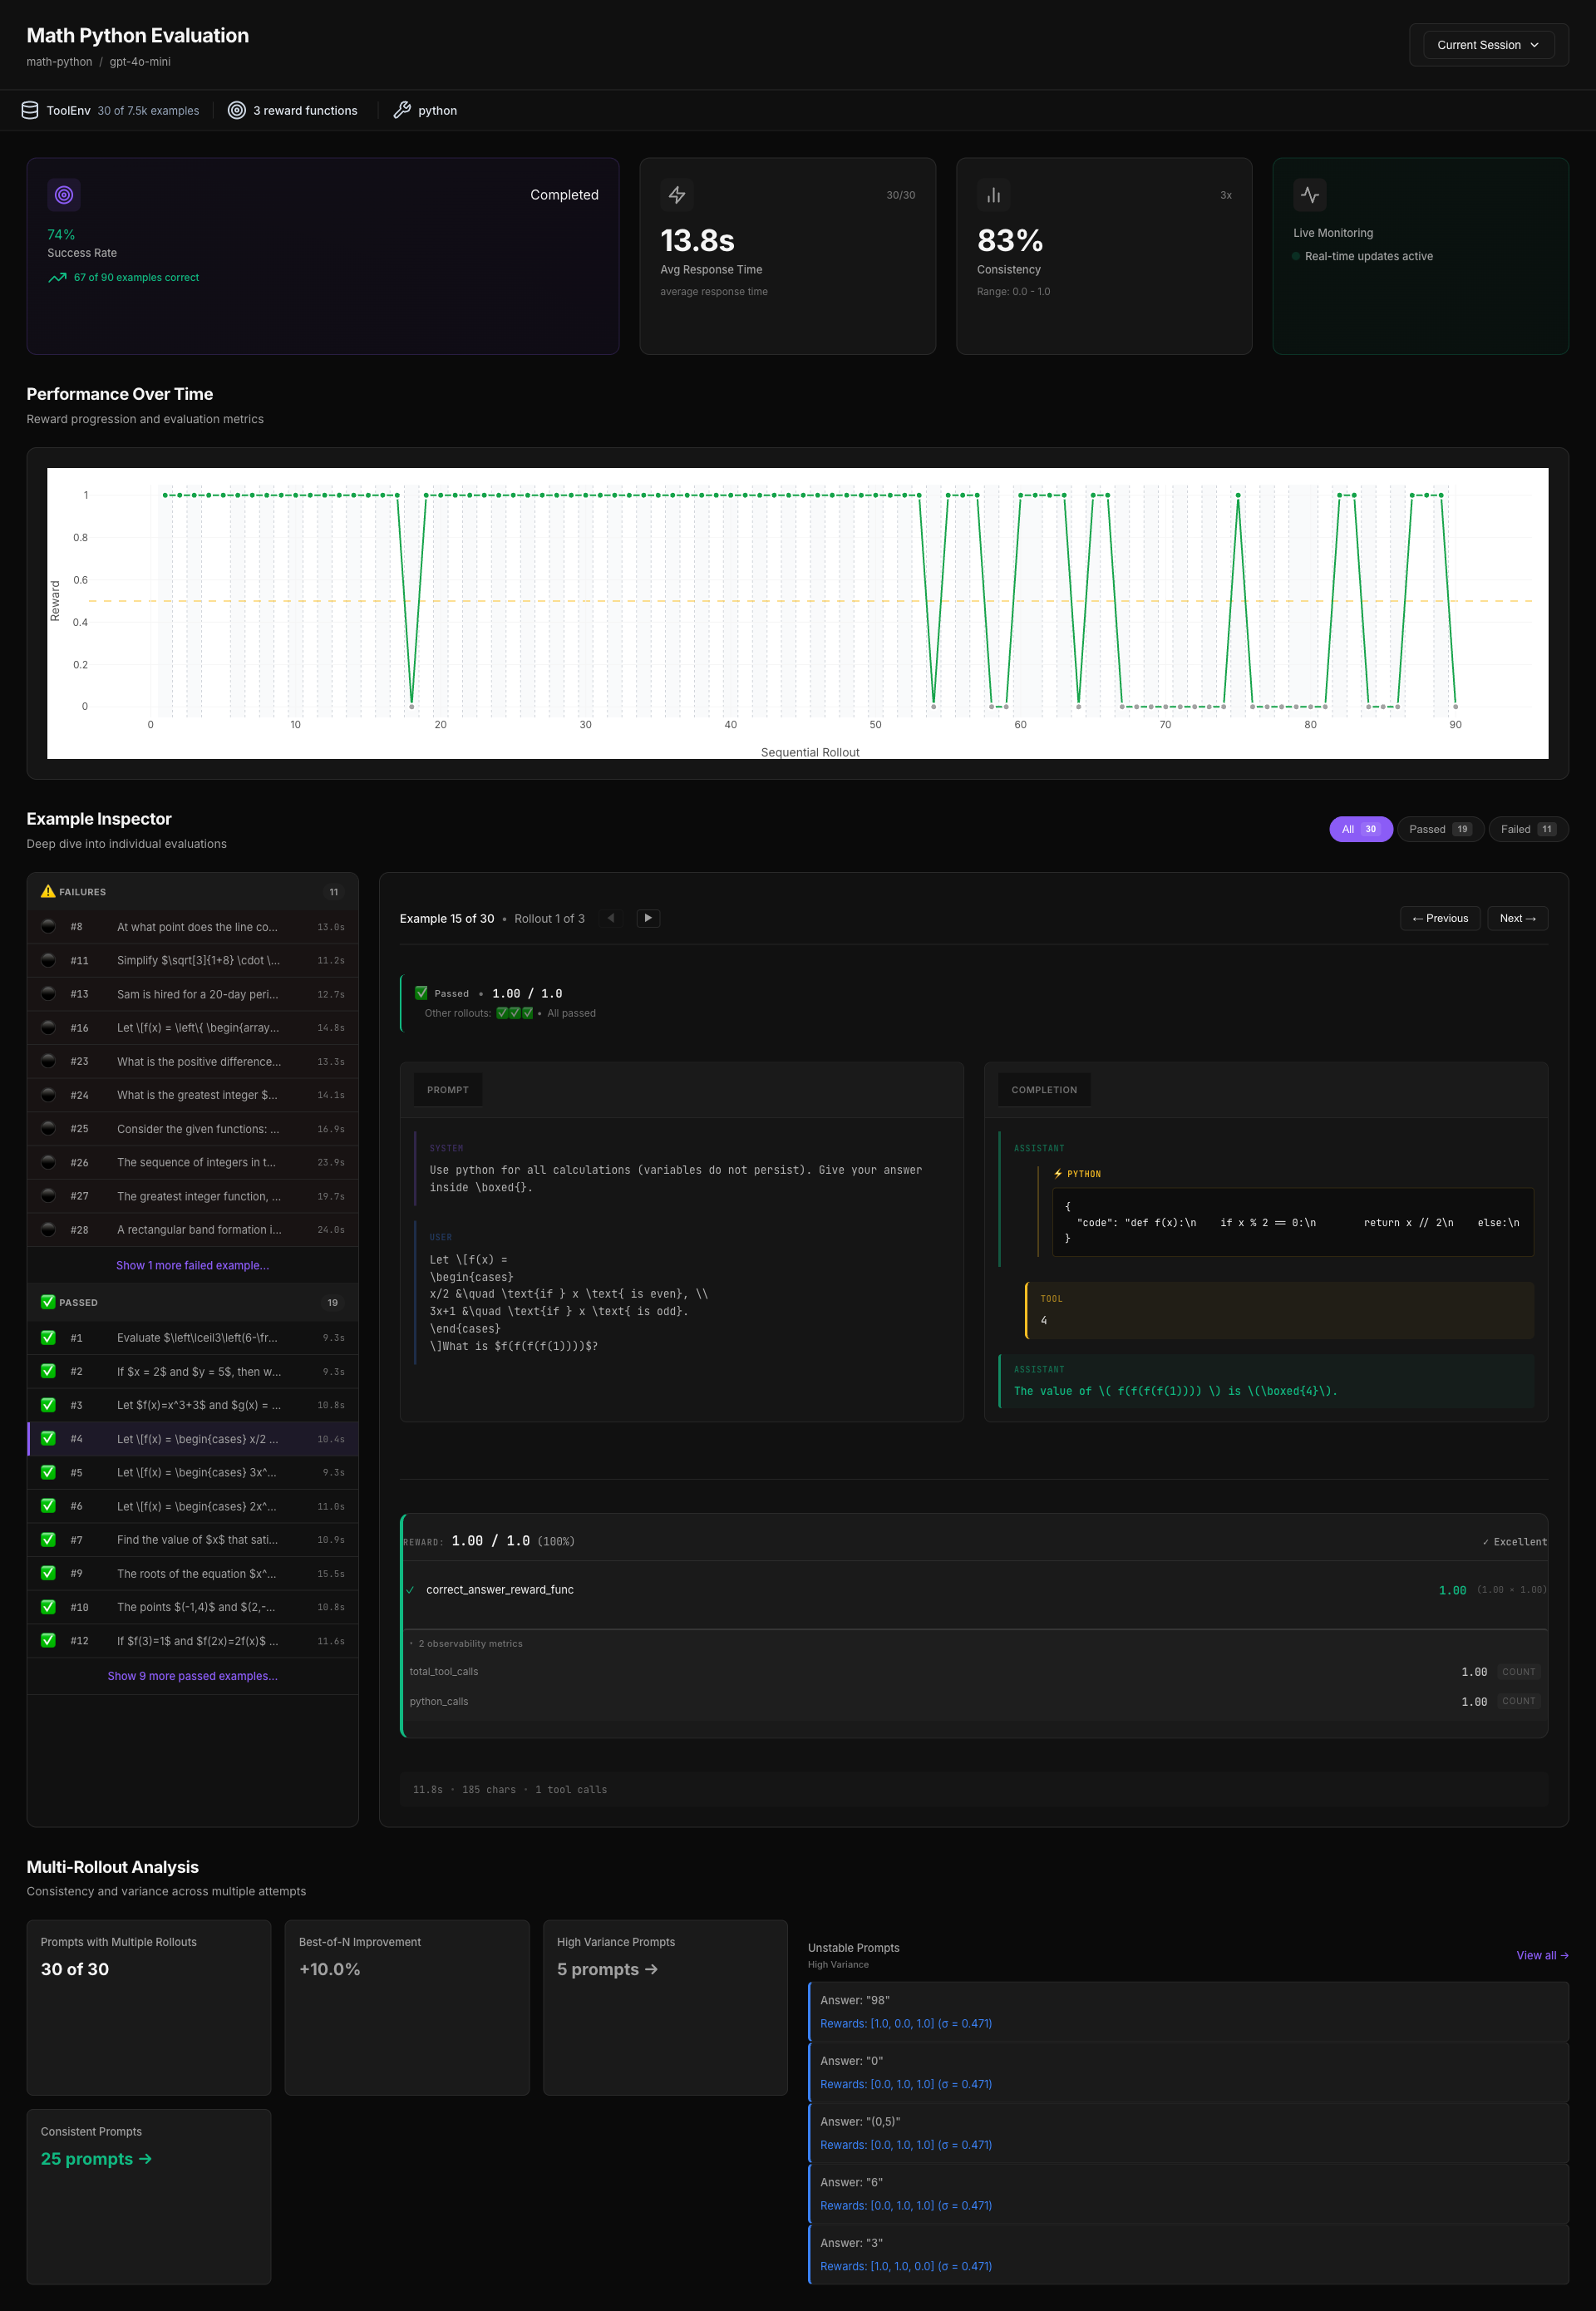 Math Python Evaluation
math-python / gpt-4o-mini
Current Session
ToolEnv 30 of 7.5k examples
3 reward functions
python
Completed
74%
Success Rate
67 of 90 examples correct
30/30
13.8s
Avg Response Time
average response time
3x
83%
Consistency
Range: 0.0 - 1.0
Live Monitoring
Real-time updates active
Performance Over Time
Reward progression and evaluation metrics
Reward
1
0.8
0.6
0.4
0.2
0
0 10 20 30 40 50 60 70 80 90
Sequential Rollout
Example Inspector
Deep dive into individual evaluations
All 30
Passed 19
Failed 11
FAILURES 11
#8 At what point does the line co... 13.0s
#11 Simplify $\sqrt[3]{1+8} \cdot \... 11.2s
#13 Sam is hired for a 20-day peri... 12.7s
#16 Let \[f(x) = \left\{ \begin{array... 14.8s
#23 What is the positive difference... 13.3s
#24 What is the greatest integer $... 14.1s
#25 Consider the given functions: ... 16.9s
#26 The sequence of integers in t... 23.9s
#27 The greatest integer function, ... 19.7s
#28 A rectangular band formation i... 24.0s
Show 1 more failed example...
✅ PASSED 19
#1 Evaluate $\left\lceil3\left(6-\fr... 9.3s
#2 If $x = 2$ and $y = 5$, then w... 9.3s
#3 Let $f(x)=x^3+3$ and $g(x) = ... 10.8s
#4 Let \[f(x) = \begin{cases} x/2 ... 10.4s
#5 Let \[f(x) = \begin{cases} 3x^... 9.3s
#6 Let \[f(x) = \begin{cases} 2x^... 11.0s
#7 Find the value of $x$ that sati... 10.9s
#9 The roots of the equation $x^... 15.5s
#10 The points $(-1,4)$ and $(2,-... 10.8s
#12 If $f(3)=1$ and $f(2x)=2f(x)$ ... 11.6s
Show 9 more passed examples...
Example 15 of 30 • Rollout 1 of 3
← Previous
Next →
✅ Passed • 1.00 / 1.0
Other rollouts: ✅✅✅ • All passed
PROMPT
SYSTEM
Use python for all calculations (variables do not persist). Give your answer
inside \boxed{}.
USER
Let \[f(x) =
\begin{cases}
x/2 &\quad \text{if } x \text{ is even}, \\
3x+1 &\quad \text{if } x \text{ is odd}.
\end{cases}
\]What is $f(f(f(f(1))))$?
COMPLETION
ASSISTANT
⚡ PYTHON
{
"code": "def f(x):\n    if x % 2 == 0:\n        return x // 2\n    else:\n
}
TOOL
4
ASSISTANT
The value of \( f(f(f(f(1)))) \) is \(\boxed{4}\).
REWARD: 1.00 / 1.0 (100%)
✓ Excellent
✓ correct_answer_reward_func 1.00 (1.00 × 1.00)
2 observability metrics
total_tool_calls 1.00 COUNT
python_calls 1.00 COUNT
11.8s · 185 chars · 1 tool calls
Multi-Rollout Analysis
Consistency and variance across multiple attempts
Prompts with Multiple Rollouts
30 of 30
Best-of-N Improvement
+10.0%
High Variance Prompts
5 prompts →
Consistent Prompts
25 prompts →
Unstable Prompts
High Variance
View all →
Answer: "98"
Rewards: [1.0, 0.0, 1.0] (σ = 0.471)
Answer: "0"
Rewards: [0.0, 1.0, 1.0] (σ = 0.471)
Answer: "(0,5)"
Rewards: [0.0, 1.0, 1.0] (σ = 0.471)
Answer: "6"
Rewards: [0.0, 1.0, 1.0] (σ = 0.471)
Answer: "3"
Rewards: [1.0, 1.0, 0.0] (σ = 0.471)